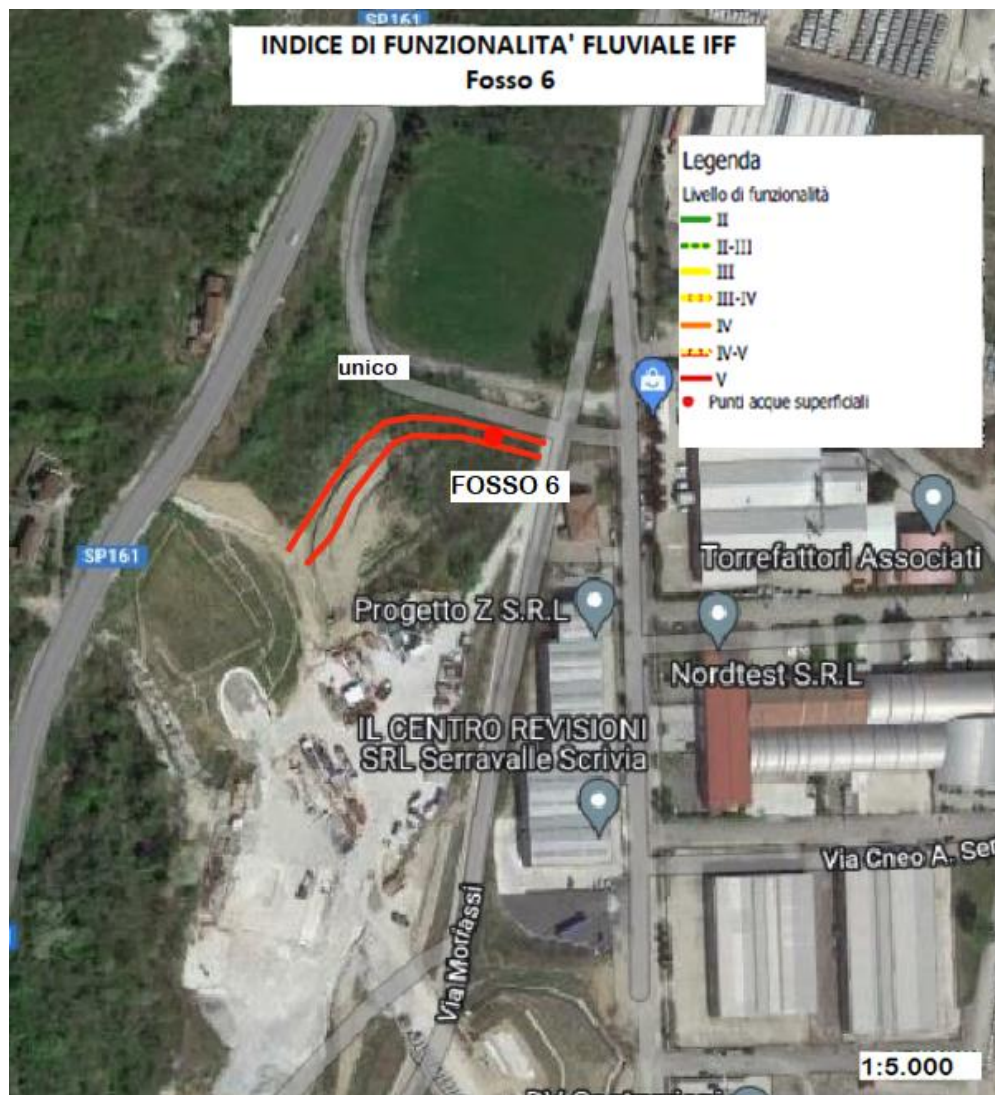 SP161
INDICE DI FUNZIONALITA' FLUVIALE IFF
Fosso 6
Legenda
Livello di funzionalità
II
II-III
III
III-IV
IV
IV-V
V
Punti acque superficiali
unico
FOSSO 6
SP161
Torrefattori Associati
Progetto Z S.R.L
Nordtest S.R.L
IL CENTRO REVISIONI
SRL Serravalle Scrivia
Via Cneo A. Ser
Via Moriassi
1:5.000